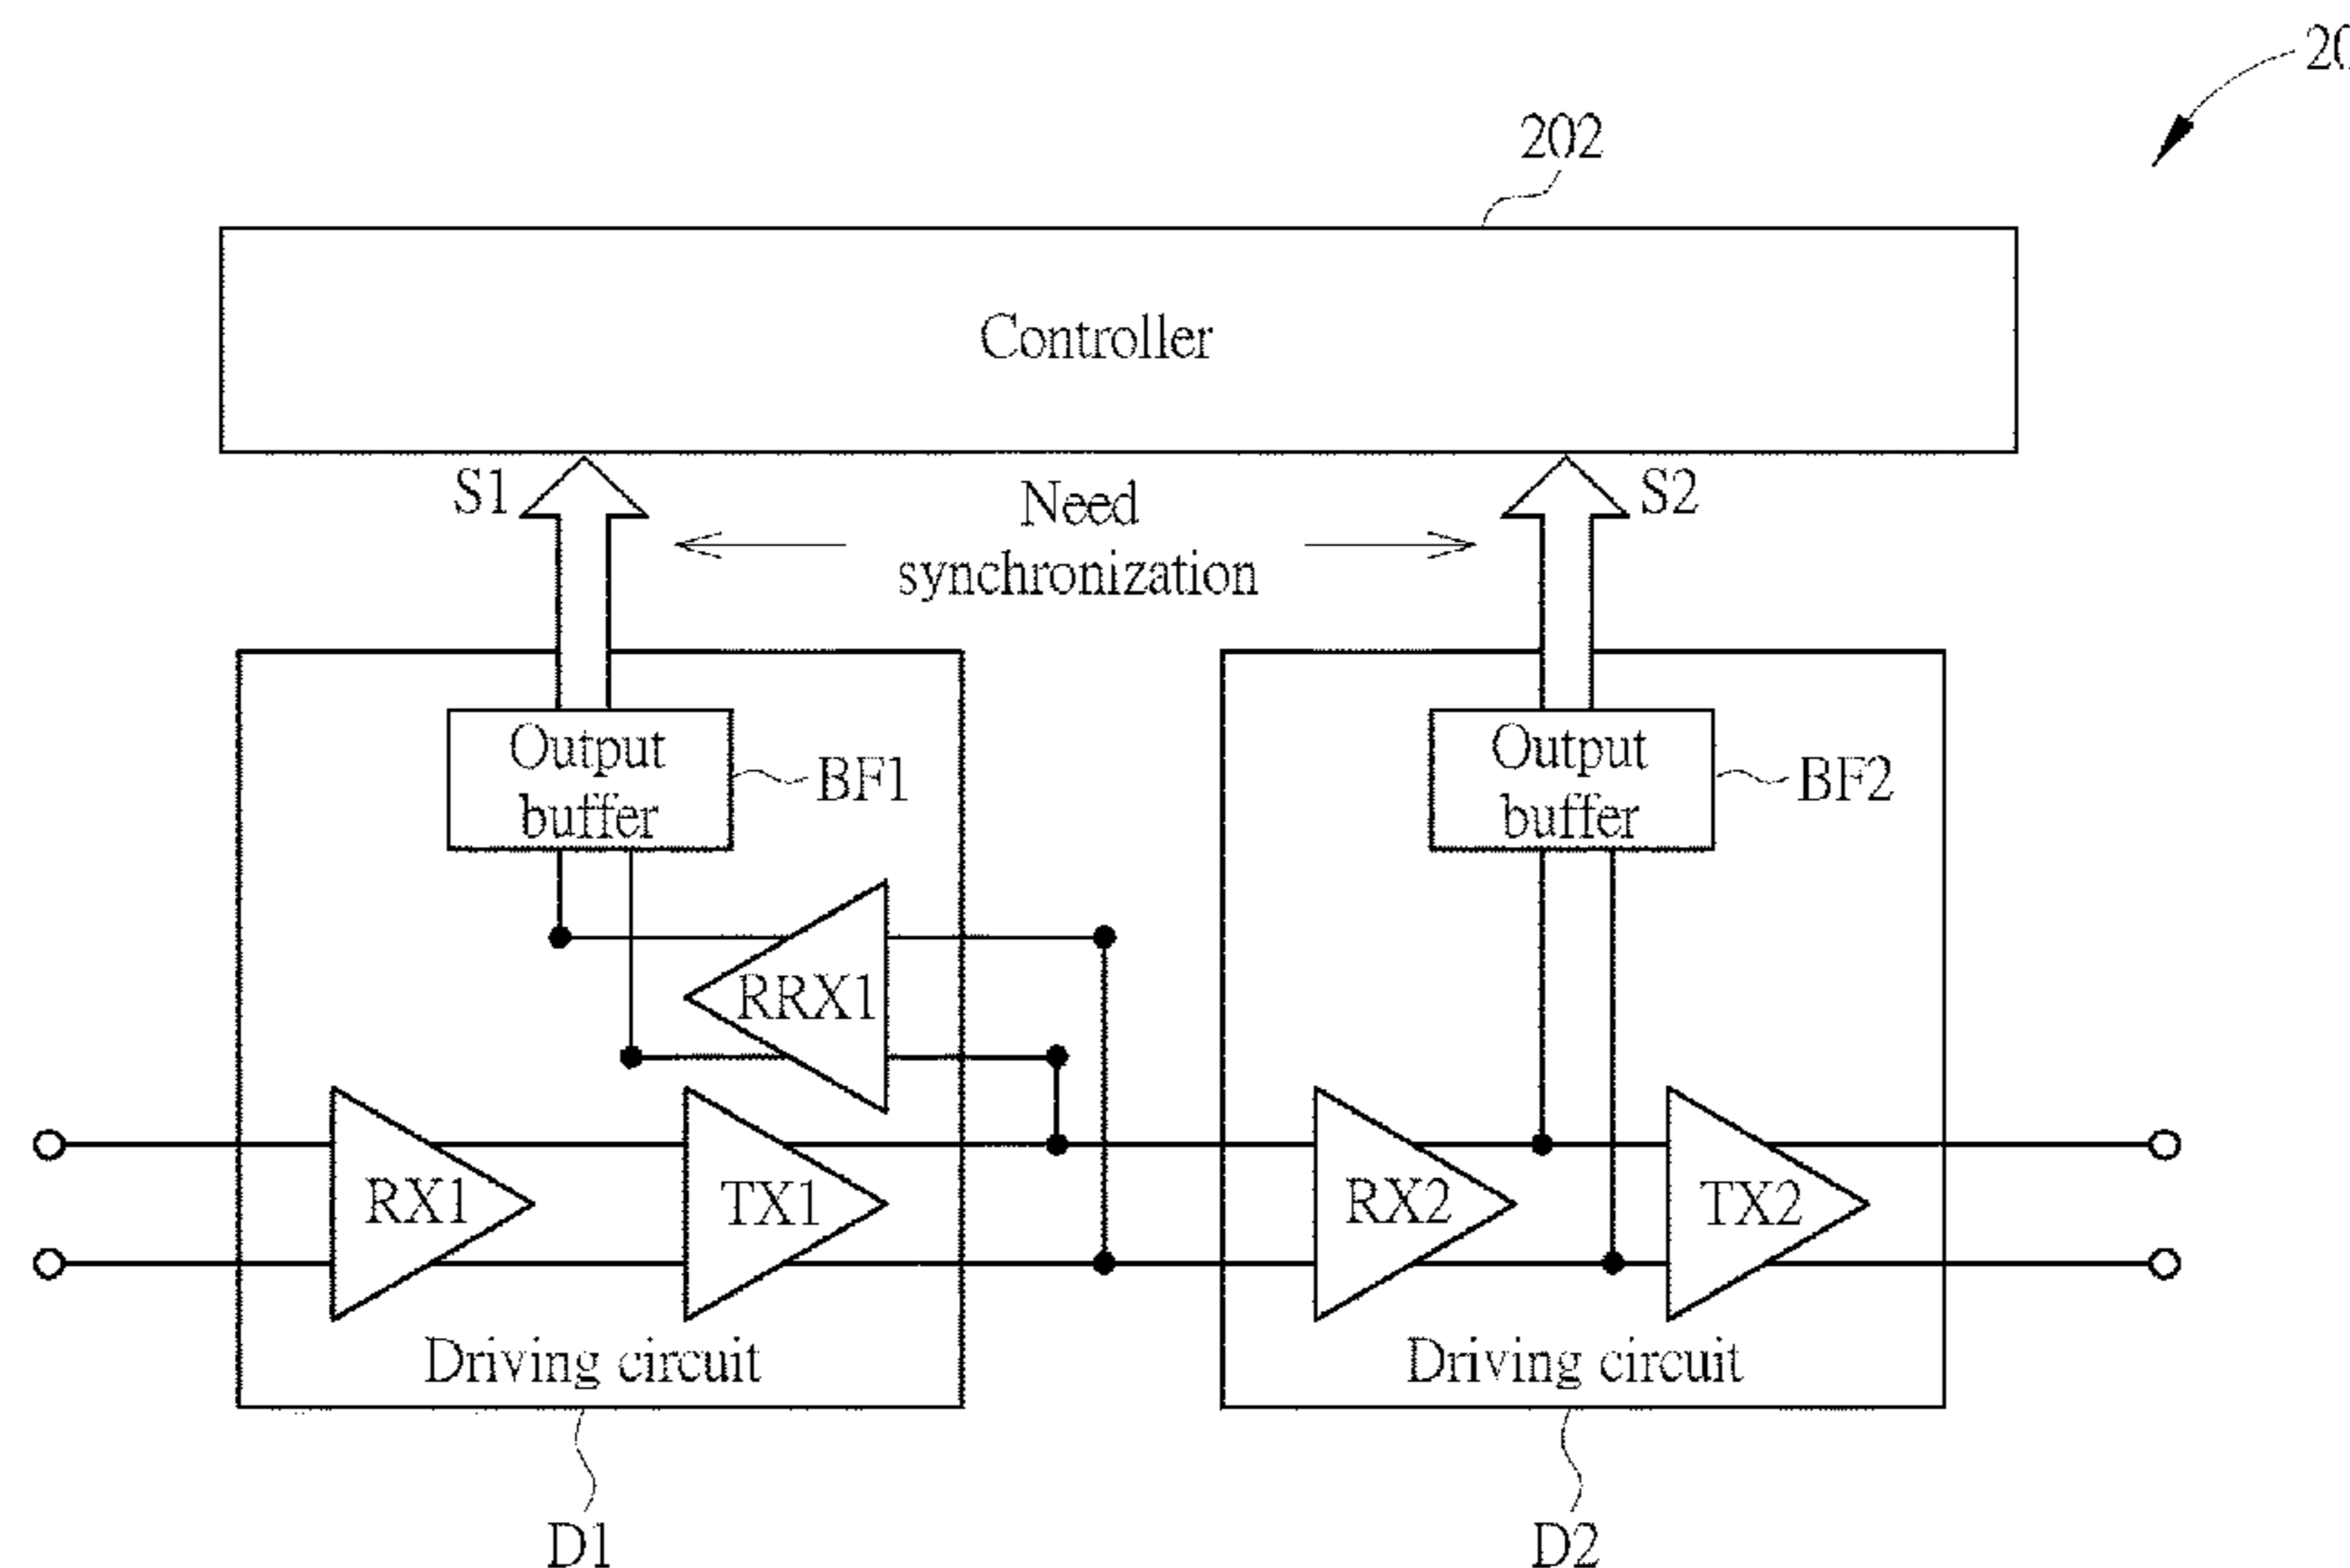 202
Controller
S1
Need
synchronization
S2
Output
buffer
BF1
Output
buffer
BF2
RRX1
RX1
TX1
RX2
TX2
Driving circuit
Driving circuit
D1
D2